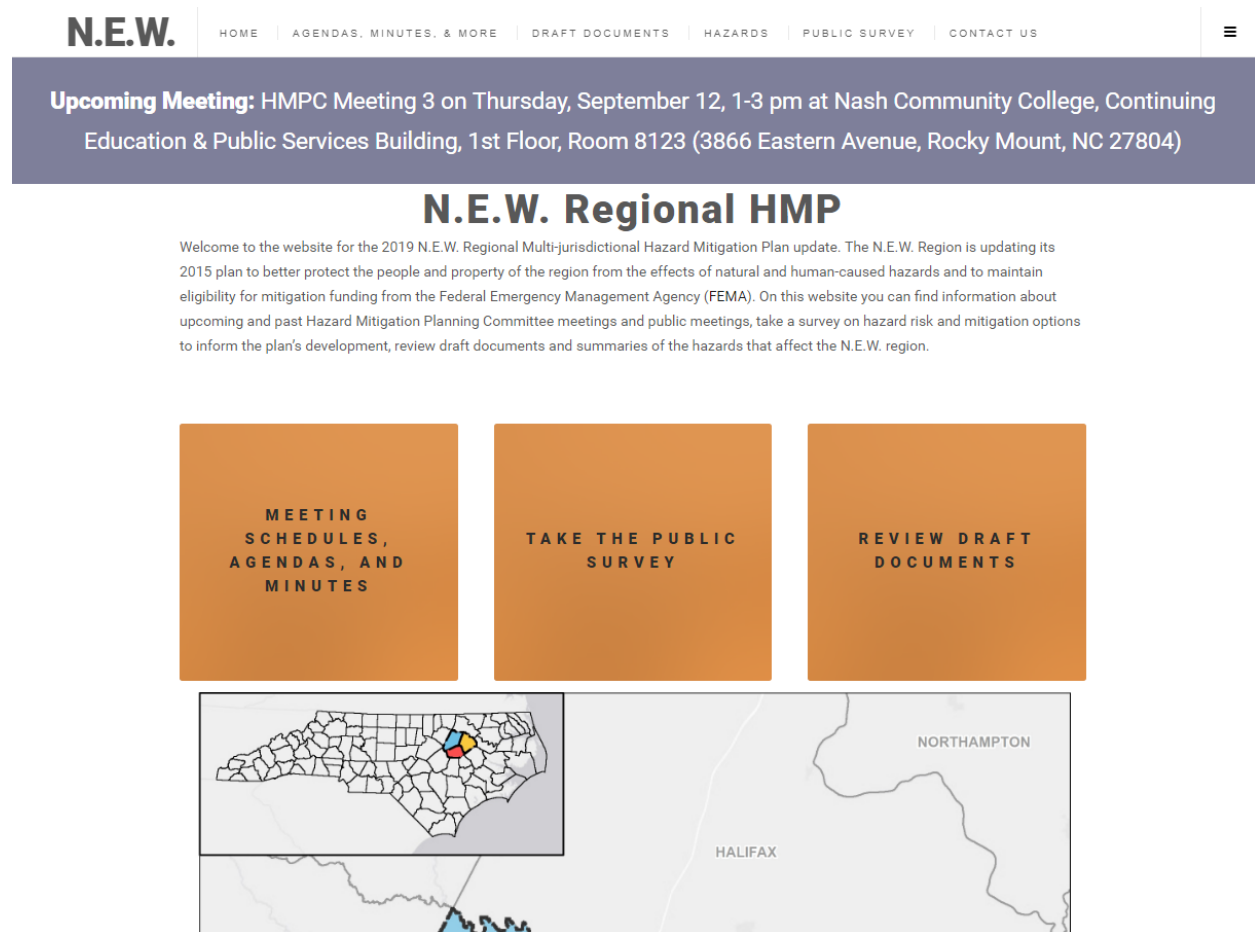 N.E.W.
HOME
AGENDAS, MINUTES, & MORE
DRAFT DOCUMENTS
HAZARDS
PUBLIC SURVEY
CONTACT US
Upcoming Meeting: HMPC Meeting 3 on Thursday, September 12, 1-3 pm at Nash Community College, Continuing
Education & Public Services Building, 1st Floor, Room 8123 (3866 Eastern Avenue, Rocky Mount, NC 27804)
N.E.W. Regional HMP
Welcome to the website for the 2019 N.E.W. Regional Multi-jurisdictional Hazard Mitigation Plan update. The N.E.W. Region is updating its
2015 plan to better protect the people and property of the region from the effects of natural and human-caused hazards and to maintain
eligibility for mitigation funding from the Federal Emergency Management Agency (FEMA). On this website you can find information about
upcoming and past Hazard Mitigation Planning Committee meetings and public meetings, take a survey on hazard risk and mitigation options
to inform the plan's development, review draft documents and summaries of the hazards that affect the N.E.W. region.
MEETING
SCHEDULES,
AGENDAS, AND
MINUTES
TAKE THE PUBLIC
SURVEY
REVIEW DRAFT
DOCUMENTS
NORTHAMPTON
HALIFAX